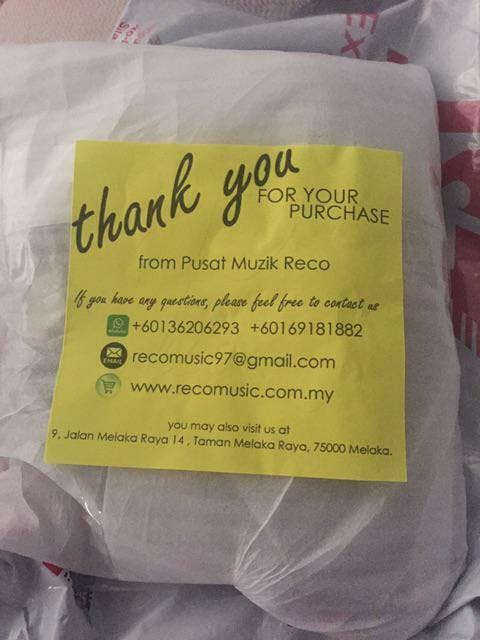 thank you
FOR YOUR
PURCHASE
from Pusat Muzik Reco
If you have any questions, please feel free to contact us
+60136206293 +60169181882
EMAIL
recomusic97@gmail.com
www.recomusic.com.my
you may also visit us at
9, Jalan Melaka Raya 14 , Taman Melaka Raya, 75000 Melaka.